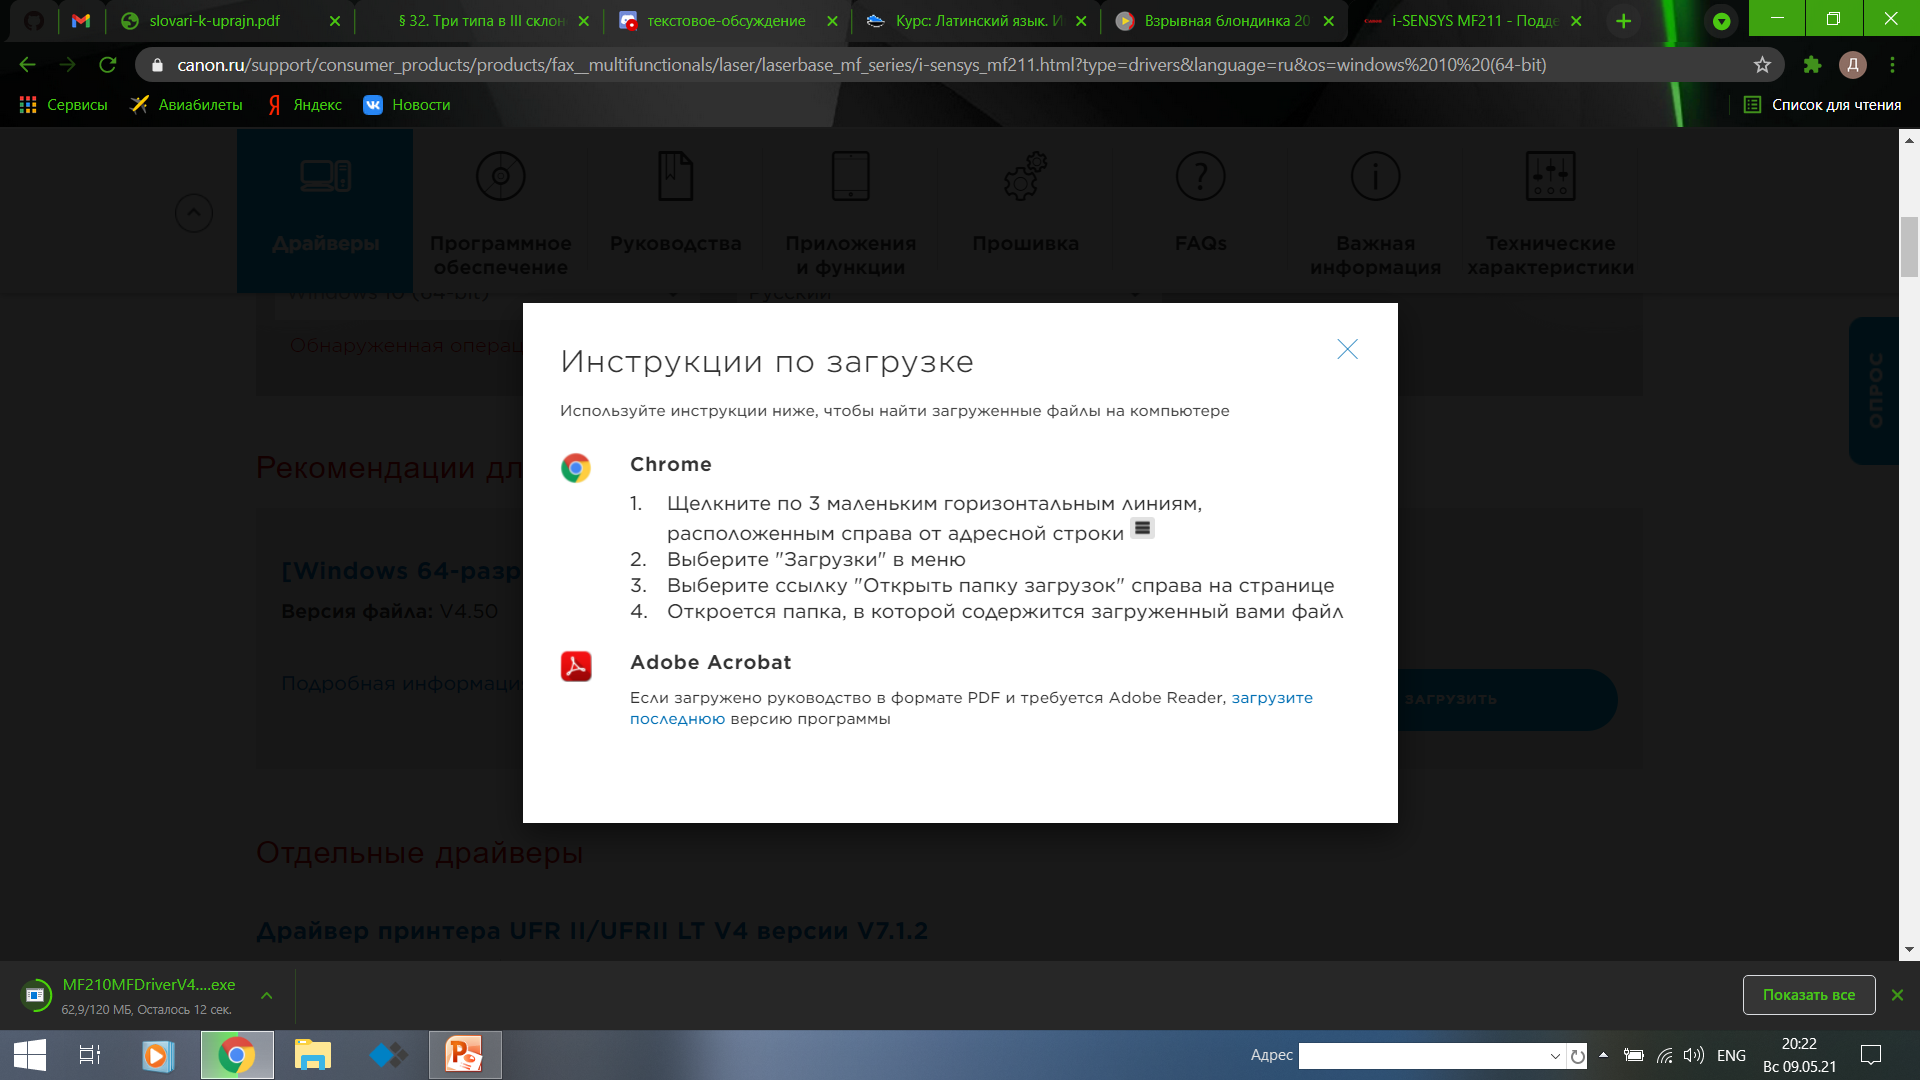 slovari-k-uprajn.pdf
§ 32. Три типа в III склон
текстовое-обсуждение
Курс: Латинский язык. И
Взрывная блондинка 20
i-SENSYS MF211 - Подде
canon.ru/support/consumer_products/products/fax__multifunctionals/laser/laserbase_mf_series/i-sensys_mf211.html?type=drivers&language=ru&os=windows%2010%20(64-bit)
Д
Сервисы
Авиабилеты
Яндекс
Новости
Список для чтения
Драйверы
Программное
обеспечение
Руководства
Приложения
и функции
Прошивка
FAQs
Важная
информация
Технические
характеристики
Windows 10 (64-bit)
Русский
Обнаруженная операц
ОПРОС
Инструкции по загрузке
Используйте инструкции ниже, чтобы найти загруженные файлы на компьютере
Chrome
1. Щелкните по 3 маленьким горизонтальным линиям,
расположенным справа от адресной строки
2. Выберите "Загрузки" в меню
3. Выберите ссылку "Открыть папку загрузок" справа на странице
4. Откроется папка, в которой содержится загруженный вами файл
Adobe Acrobat
Если загружено руководство в формате PDF и требуется Adobe Reader, загрузите
последнюю версию программы
Рекомендации дл
[Windows 64-разр
Версия файла: V4.50
Подробная информаци
ЗАГРУЗИТЬ
Отдельные драйверы
Драйвер принтера UFR II/UFRII LT V4 версии V7.1.2
MF210MFDriverV4....exe
62,9/120 МБ, Осталось 12 сек.
Показать все
Адрес
ENG
20:22
Вс 09.05.21